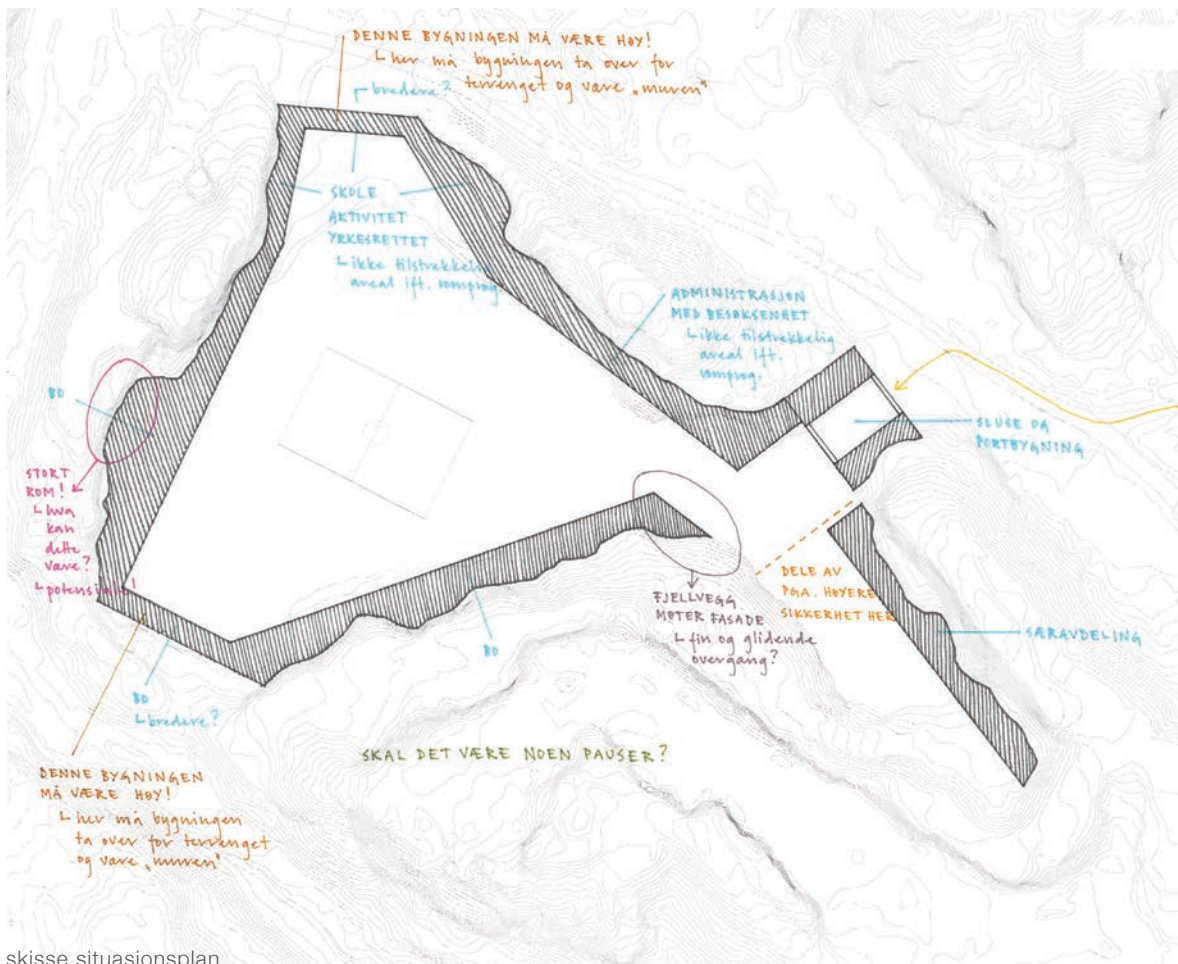 DENNE BYGNINGEN MÅ VÆRE HØY!
└ her må bygningen ta over for
terrenget og være „muren"
bredere?
SKOLE
AKTIVITET
YRKESRETTET
└ ikke tilstrekkelig
areal ift. romprog.
ADMINISTRASJON
MED BESØKSENHET
└ ikke tilstrekkelig
areal ift.
romprog.
BD
SLUSE OG
PORTBYGNING
STORT
ROM!
└ hva
kan
dette
være?
└ potensiale!
FJELLVEGG
MØTER FASADE
└ fin og glidende
overgang?
DELE AV
PGA. HØYERE
SIKKERHET HER
SÆRAVDELING
BD
BD
└ bredere?
SKAL DET VÆRE NOEN PAUSER?
DENNE BYGNINGEN
MÅ VÆRE HØY!
└ her må bygningen
ta over for terrenget
og være „muren"
skisse situasjonsplan